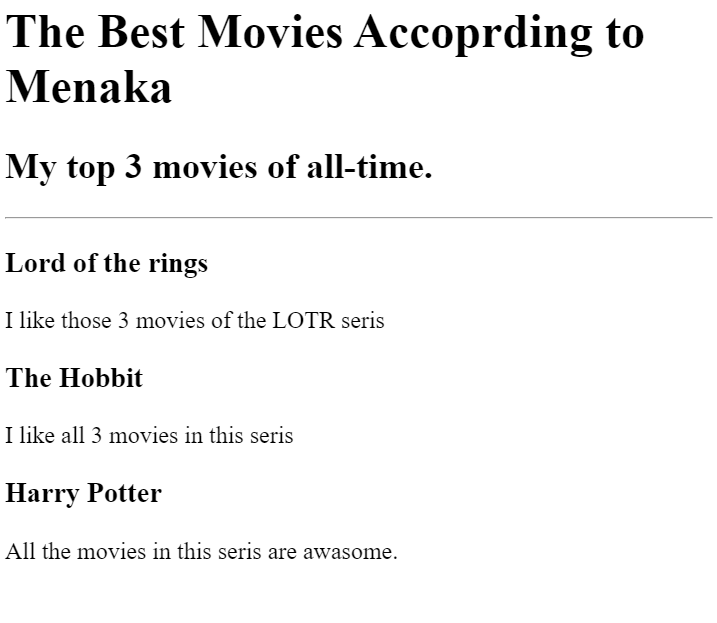 The Best Movies Accoprding to
Menaka
My top 3 movies of all-time.
Lord of the rings
I like those 3 movies of the LOTR seris
The Hobbit
I like all 3 movies in this seris
Harry Potter
All the movies in this seris are awasome.